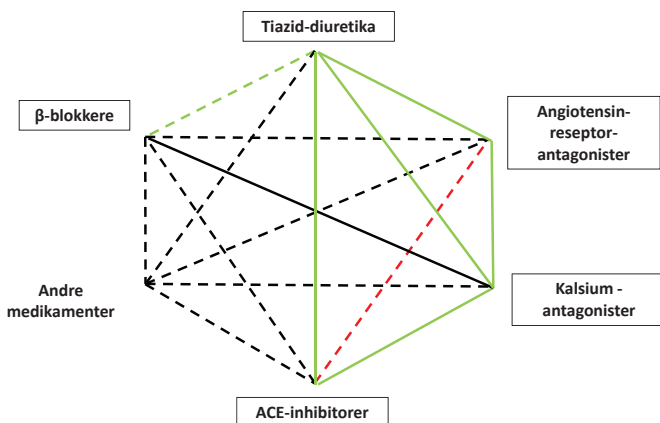 Tiazid-diuretika
β-blokkere
Angiotensin-
reseptor-
antagonister
Andre
medikamenter
Kalsium -
antagonister
ACE-inhibitorer